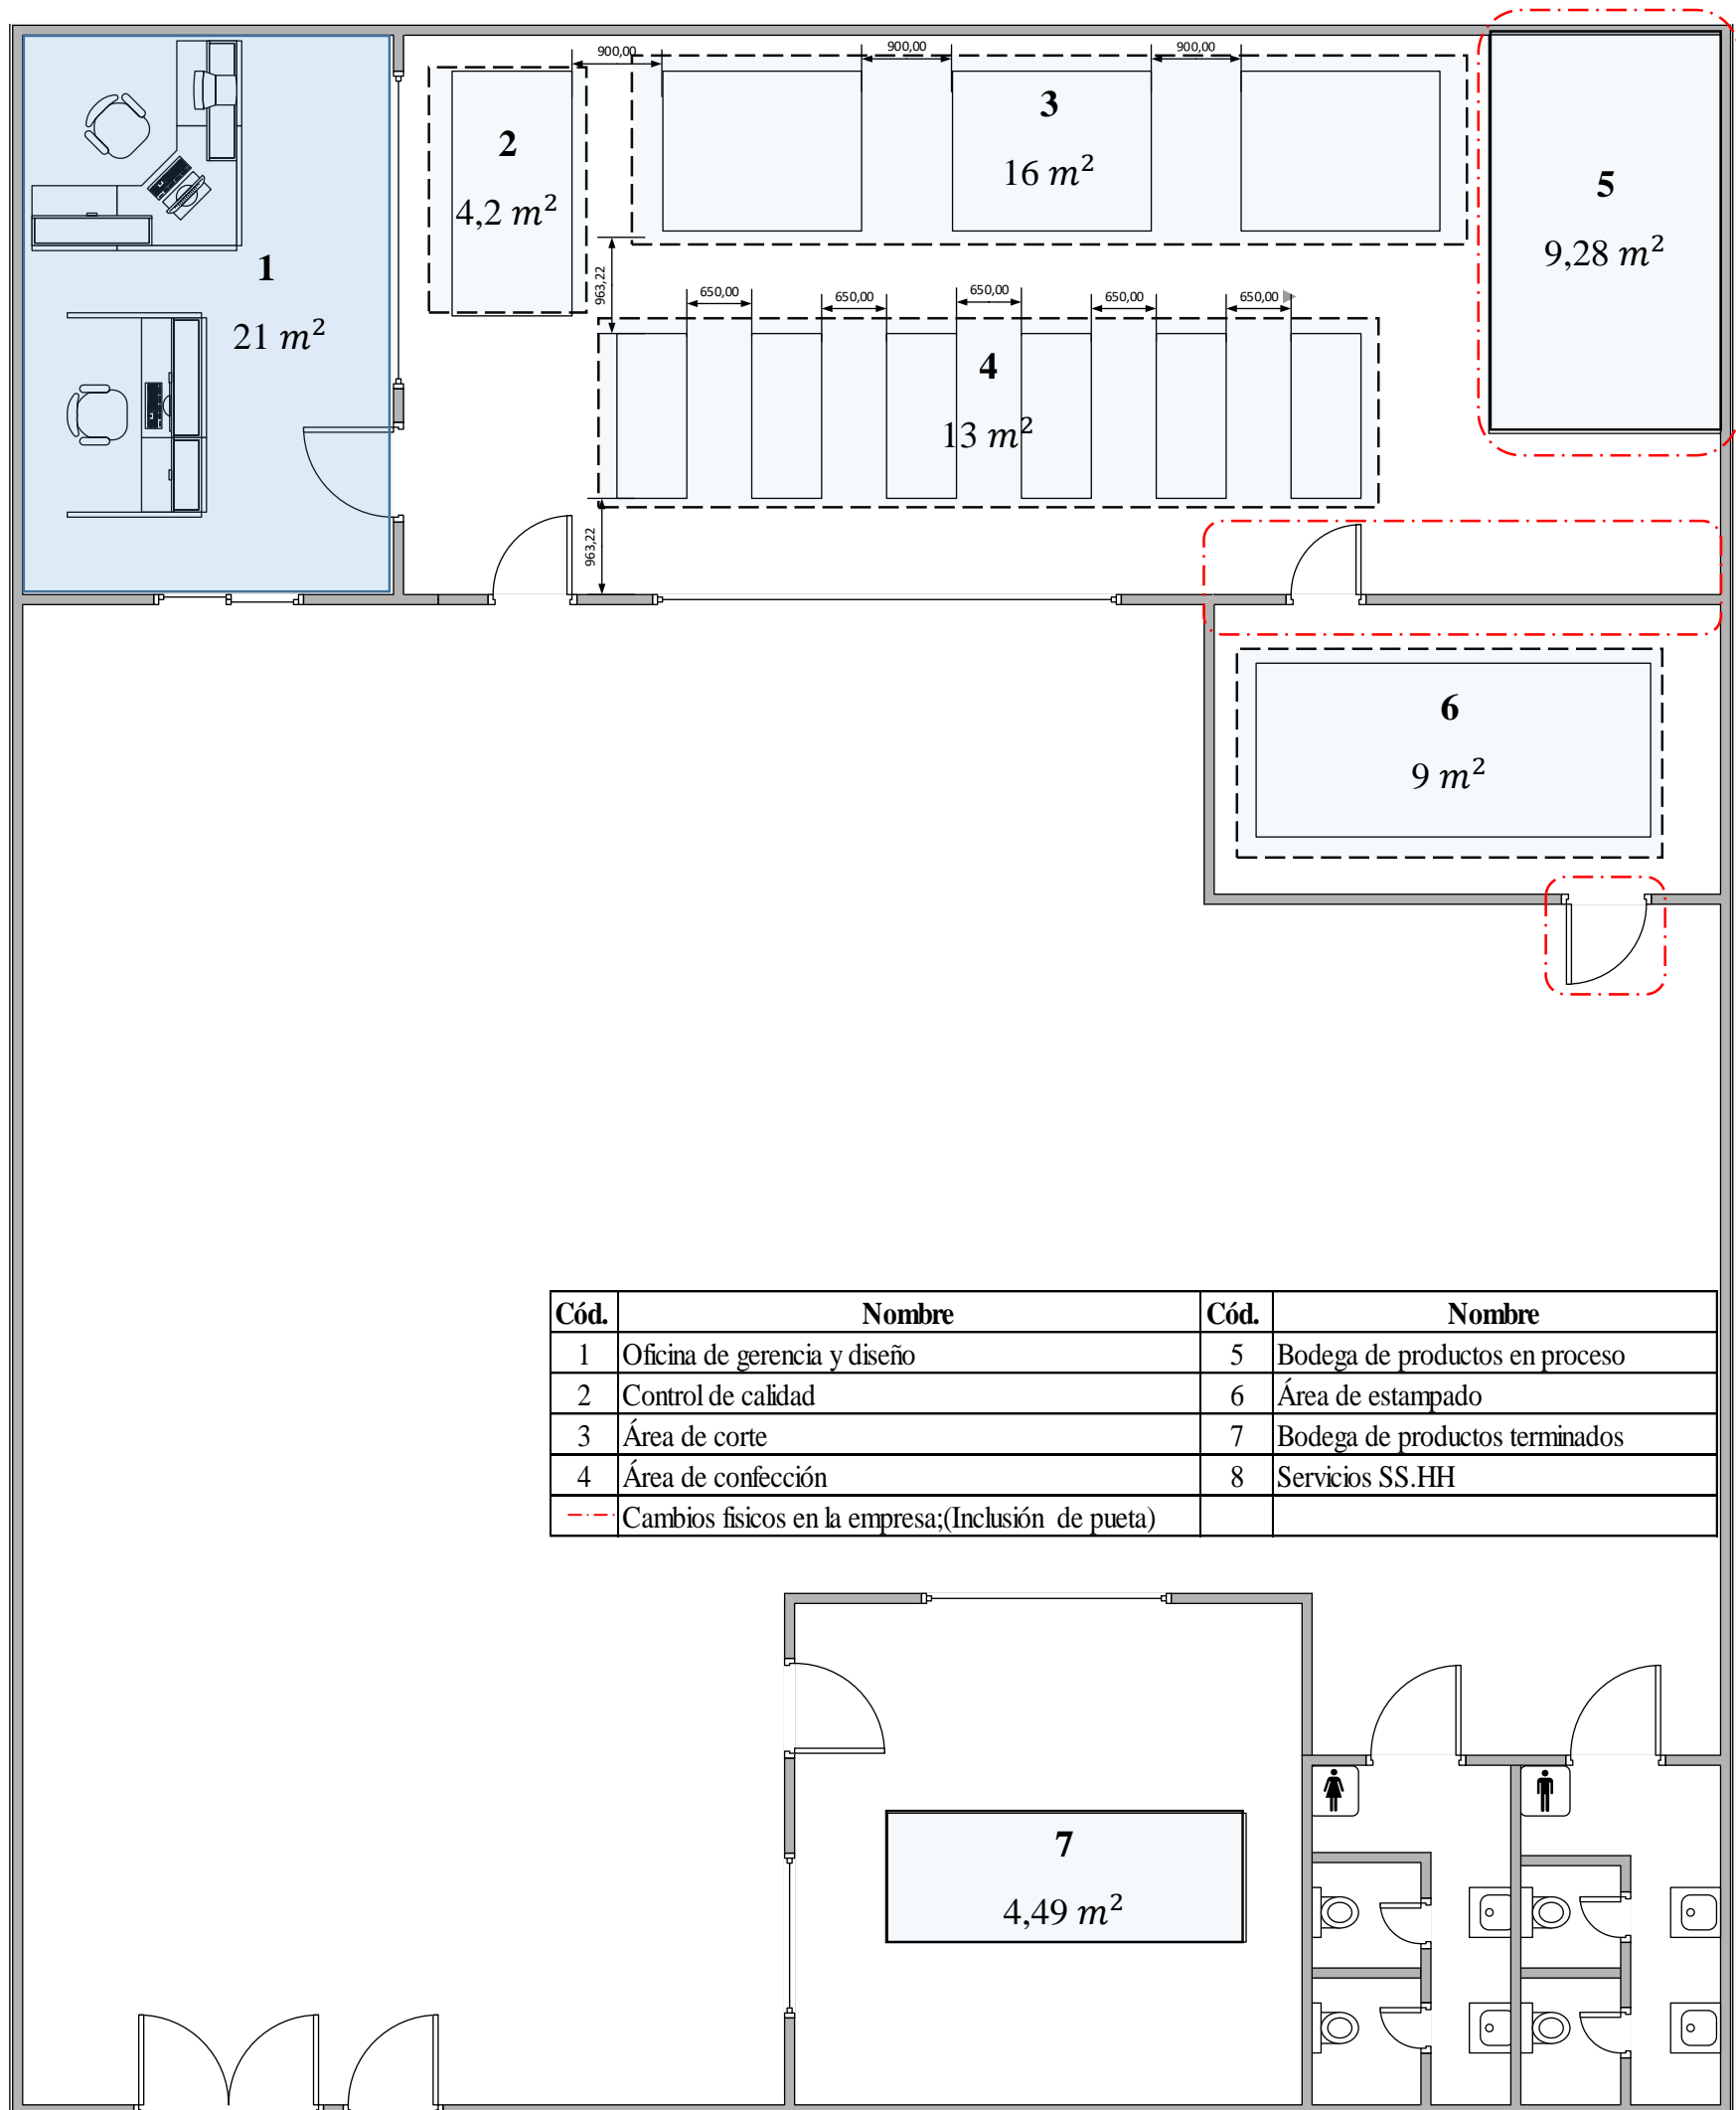 900,00 900,00 900,00
1
21 m²
2
4,2 m²
3
16 m²
5
9,28 m²
963,22
650,00 650,00 650,00 650,00 650,00
4
13 m²
963,22
6
9 m²
Cód. Nombre Cód. Nombre
1 Oficina de gerencia y diseño 5 Bodega de productos en proceso
2 Control de calidad 6 Área de estampado
3 Área de corte 7 Bodega de productos terminados
4 Área de confección 8 Servicios SS.HH
Cambios fisicos en la empresa;(Inclusión de pueta)
7
4,49 m²